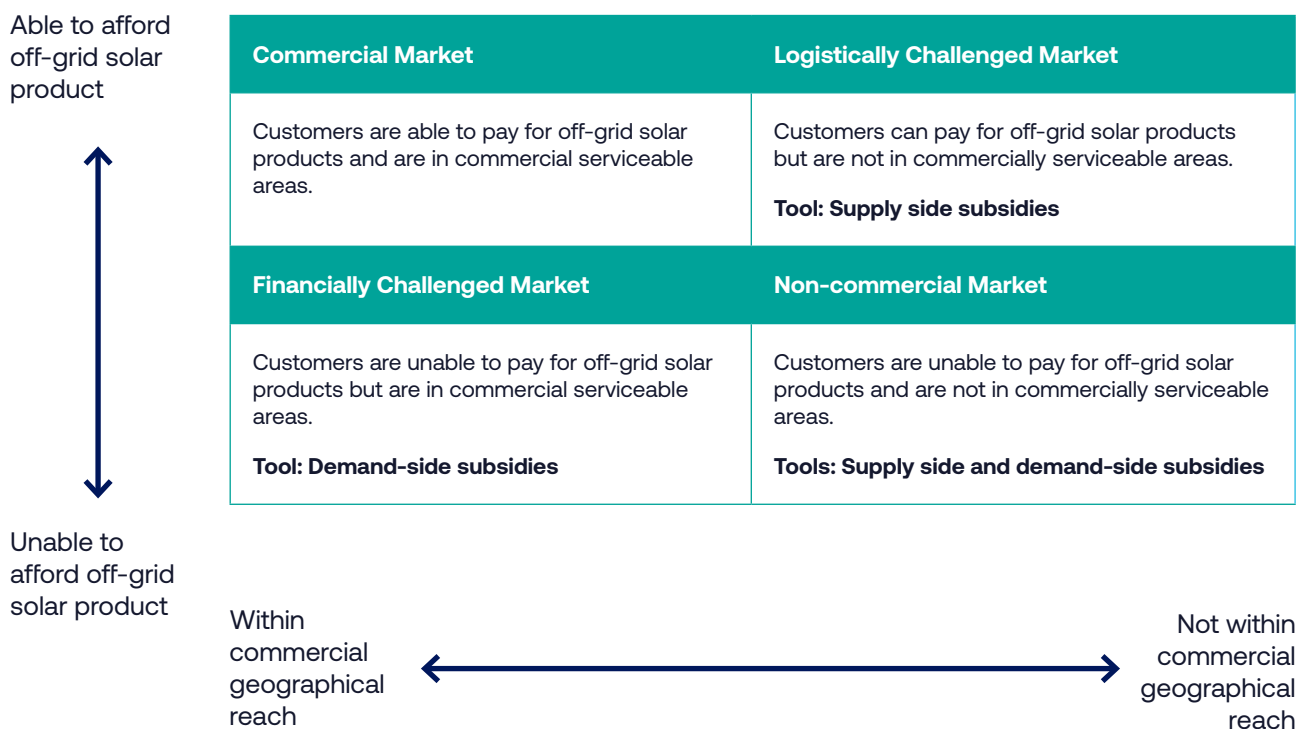 Able to afford
off-grid solar
product
Commercial Market
Logistically Challenged Market
Customers are able to pay for off-grid solar
products and are in commercial serviceable
areas.
Customers can pay for off-grid solar products
but are not in commercially serviceable areas.
Tool: Supply side subsidies
Financially Challenged Market
Non-commercial Market
Customers are unable to pay for off-grid solar
products but are in commercial serviceable
areas.
Tool: Demand-side subsidies
Customers are unable to pay for off-grid solar
products and are not in commercially serviceable
areas.
Tools: Supply side and demand-side subsidies
Unable to
afford off-grid
solar product
Within
commercial
geographical
reach
Not within
commercial
geographical
reach